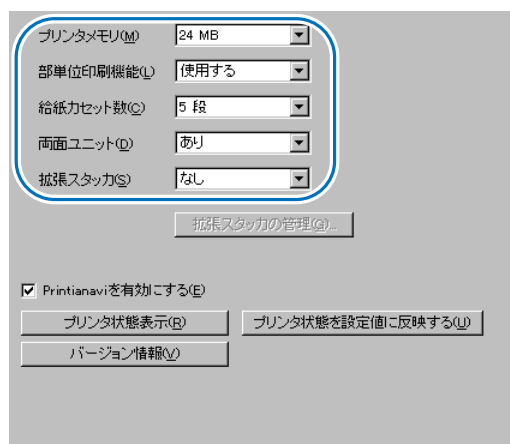 プリンタメモリ(M) 24 MB
部単位印刷機能(L) 使用する
給紙カセット数(C) 5 段
両面ユニット(D) あり
拡張スタッカ(S) なし
拡張スタッカの管理(G)...
Printianaviを有効にする(E)
プリンタ状態表示(R) プリンタ状態を設定値に反映する(U)
バージョン情報(V)